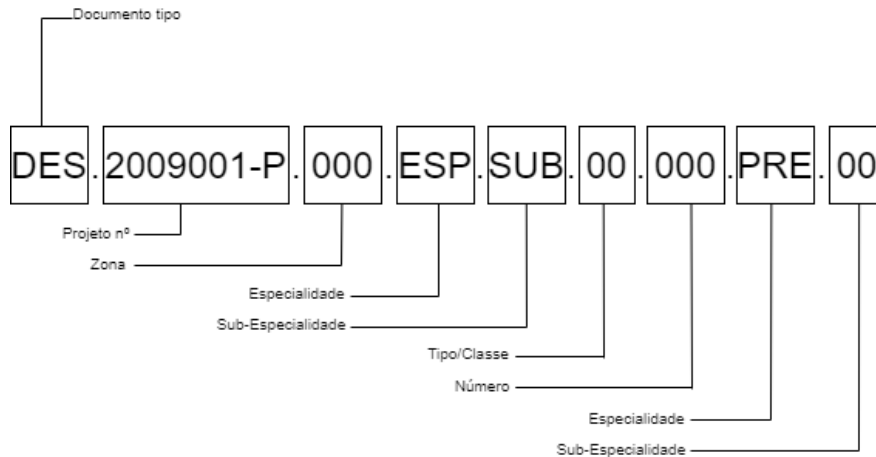 Documento tipo
DES.2009001-P.000.ESP.SUB.00.000.PRE.00
Projeto nº
Zona
Especialidade
Sub-Especialidade
Tipo/Classe
Número
Especialidade
Sub-Especialidade